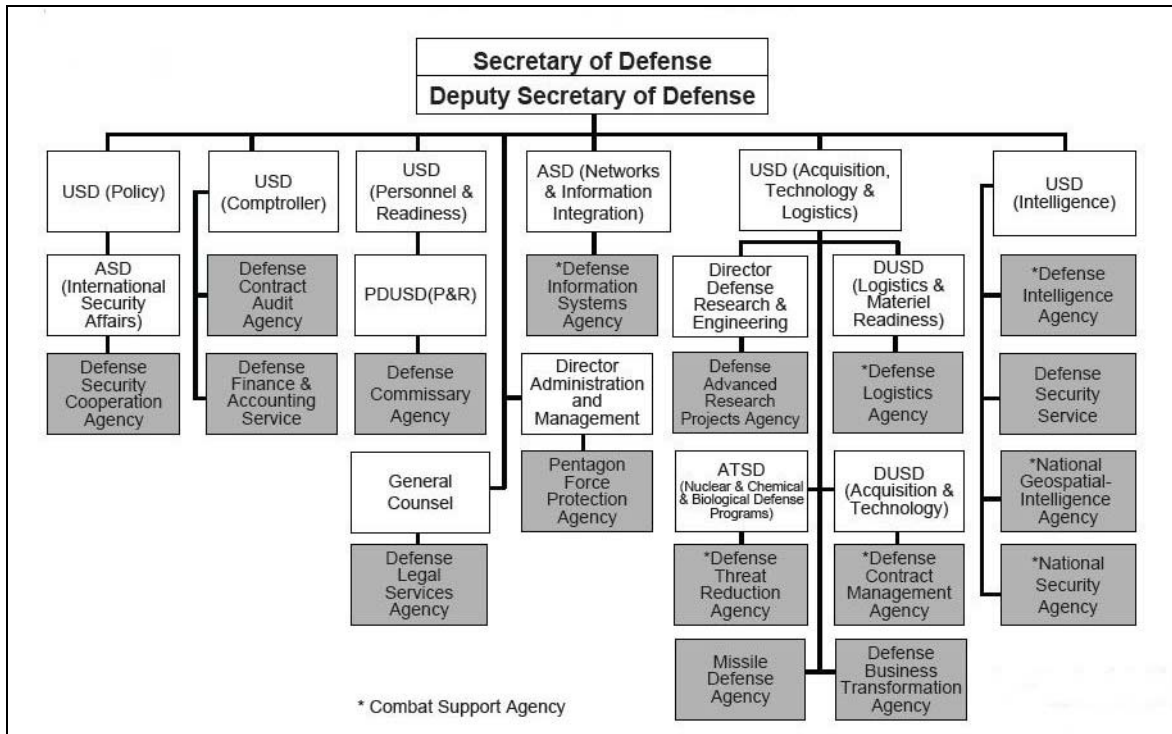 Secretary of Defense
Deputy Secretary of Defense
USD (Policy)
USD
(Comptroller)
USD
(Personnel &
Readiness)
ASD (Networks
& Information
Integration)
USD (Acquisition,
Technology &
Logistics)
USD
(Intelligence)
ASD
(International
Security
Affairs)
Defense
Contract
Audit
Agency
PDUSD(P&R)
*Defense
Information
Systems
Agency
Director
Defense
Research &
Engineering
DUSD
(Logistics &
Materiel
Readiness)
*Defense
Intelligence
Agency
Defense
Security
Cooperation
Agency
Defense
Finance &
Accounting
Service
Defense
Commissary
Agency
Director
Administration
and
Management
Defense
Advanced
Research
Projects Agency
*Defense
Logistics
Agency
Defense
Security
Service
General
Counsel
Pentagon
Force
Protection
Agency
ATSD
(Nuclear & Chemical
& Biological Defense
Programs)
DUSD
(Acquisition &
Technology)
*National
Geospatial-
Intelligence
Agency
Defense
Legal
Services
Agency
*Defense
Threat
Reduction
Agency
*Defense
Contract
Management
Agency
*National
Security
Agency
Missile
Defense
Agency
Defense
Business
Transformation
Agency
* Combat Support Agency